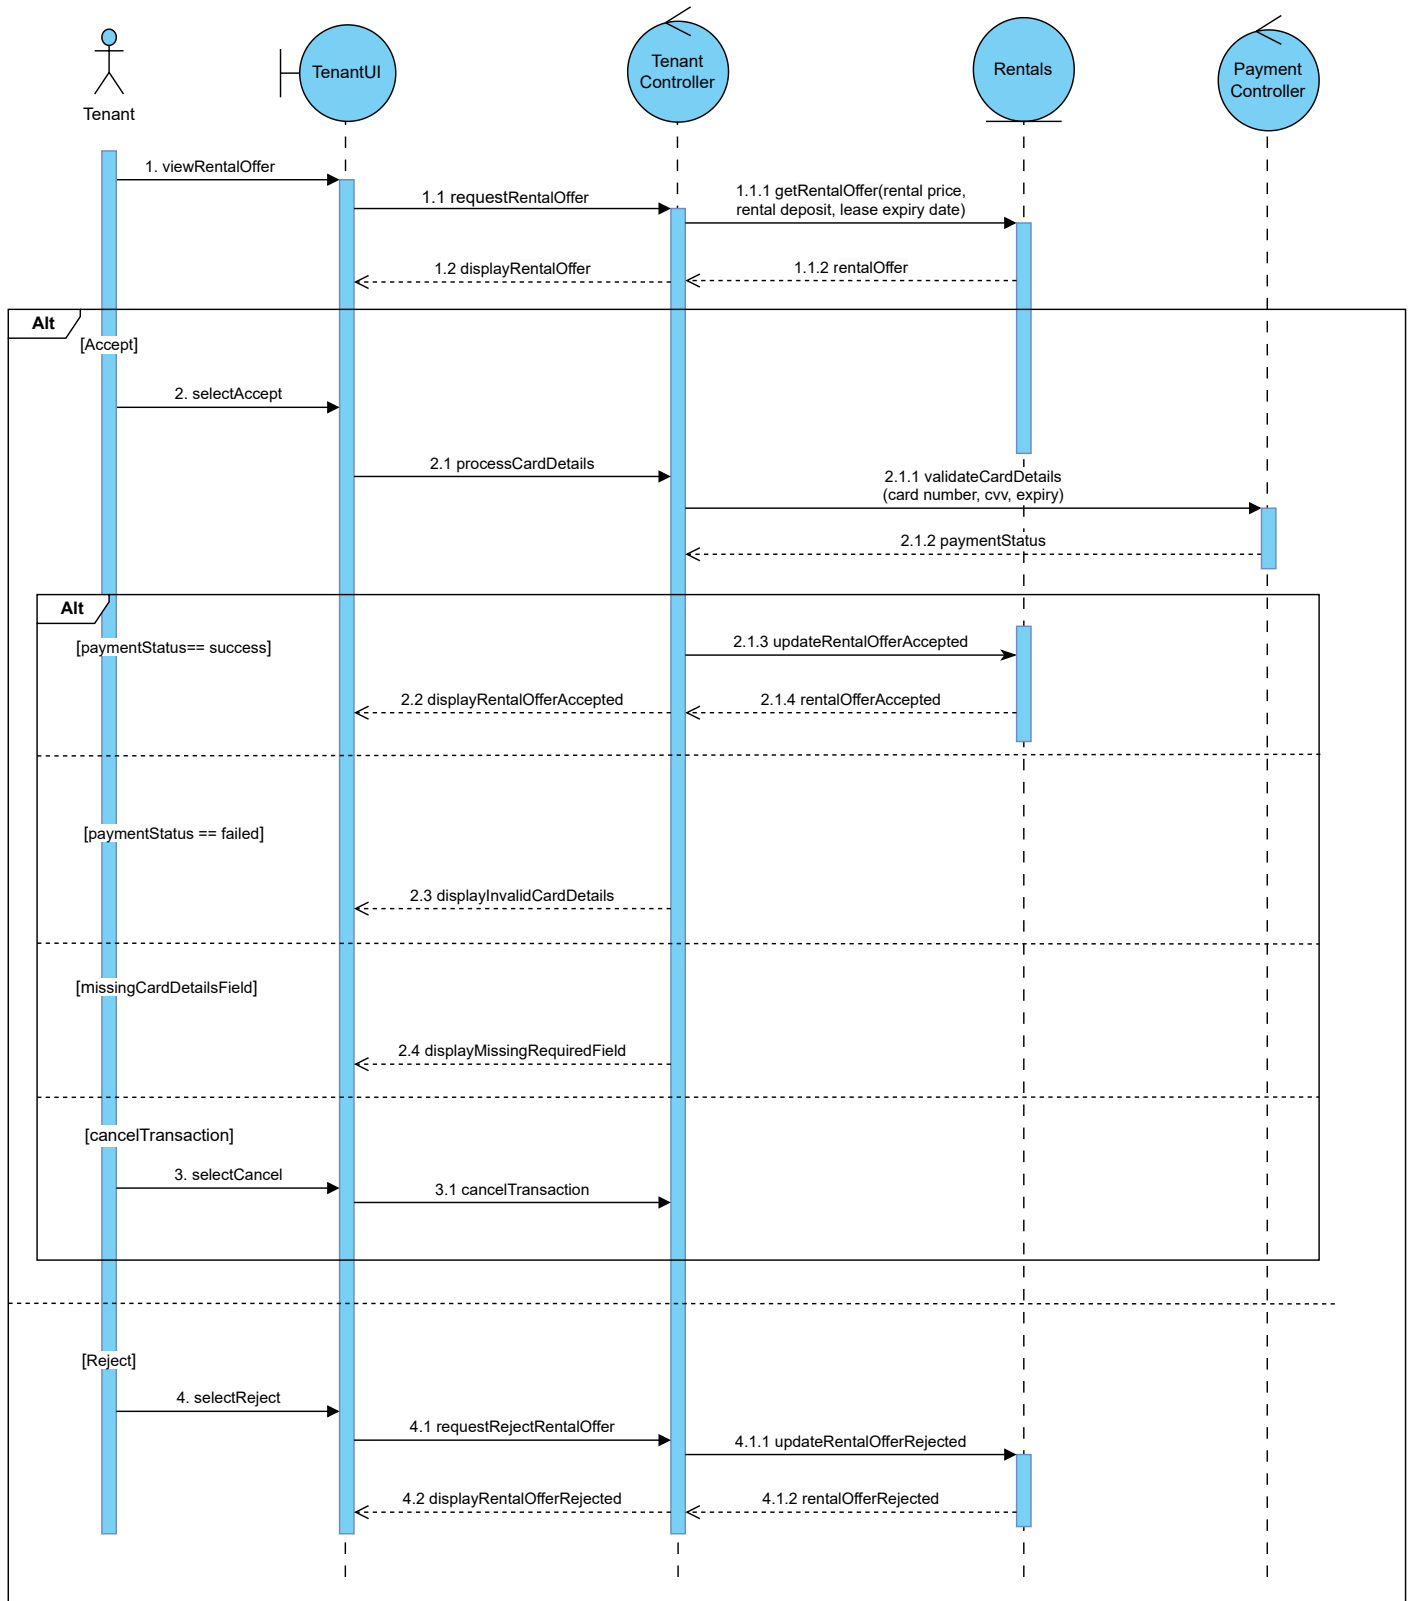 Tenant
TenantUI
Tenant
Controller
Rentals
Payment
Controller
1. viewRentalOffer
1.1 requestRentalOffer
1.1.1 getRentalOffer(rental price,
rental deposit, lease expiry date)
1.2 displayRentalOffer
1.1.2 rentalOffer
Alt
[Accept]
2. selectAccept
2.1 processCardDetails
2.1.1 validateCardDetails
(card number, cvv, expiry)
2.1.2 paymentStatus
Alt
[paymentStatus== success]
2.1.3 updateRentalOfferAccepted
2.2 displayRentalOfferAccepted
2.1.4 rentalOfferAccepted
[paymentStatus == failed]
2.3 displayInvalidCardDetails
[missingCardDetailsField]
2.4 displayMissingRequiredField
[cancelTransaction]
3. selectCancel
3.1 cancelTransaction
[Reject]
4. selectReject
4.1 requestRejectRentalOffer
4.1.1 updateRentalOfferRejected
4.2 displayRentalOfferRejected
4.1.2 rentalOfferRejected